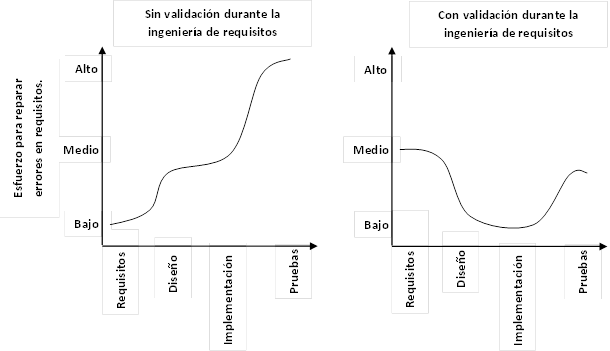 Sin validación durante la
ingeniería de requisitos
Esfuerzo para reparar
errores en requisitos.
Alto
Medio
Bajo
Requisitos
Diseño
Implementación
Pruebas
Con validación durante la
ingeniería de requisitos
Alto
Medio
Bajo
Requisitos
Diseño
Implementación
Pruebas